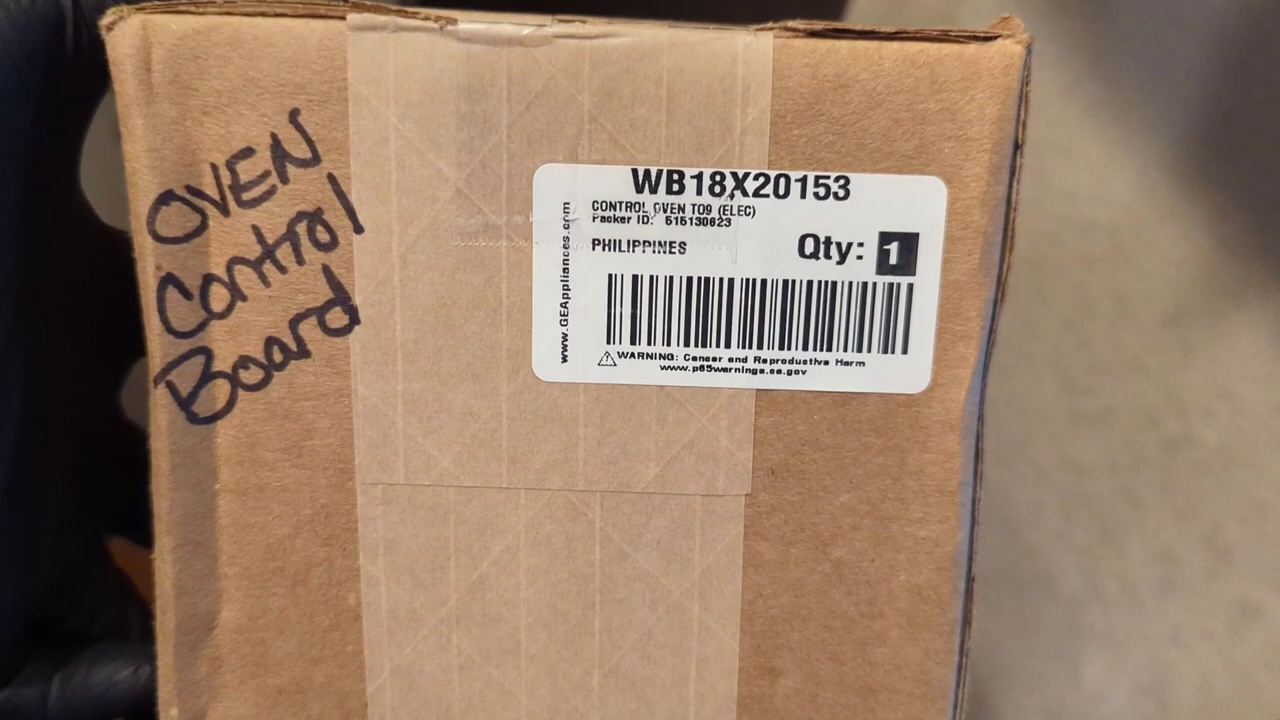 OVEN
Control
Board
WB18X20153
CONTROL OVEN T09 (ELEC)
Packer ID: 515130623
PHILIPPINES
Qty: 1
www.GEAppliances.com
WARNING: Cancer and Reproductive Harm
www.p65warnings.ca.gov